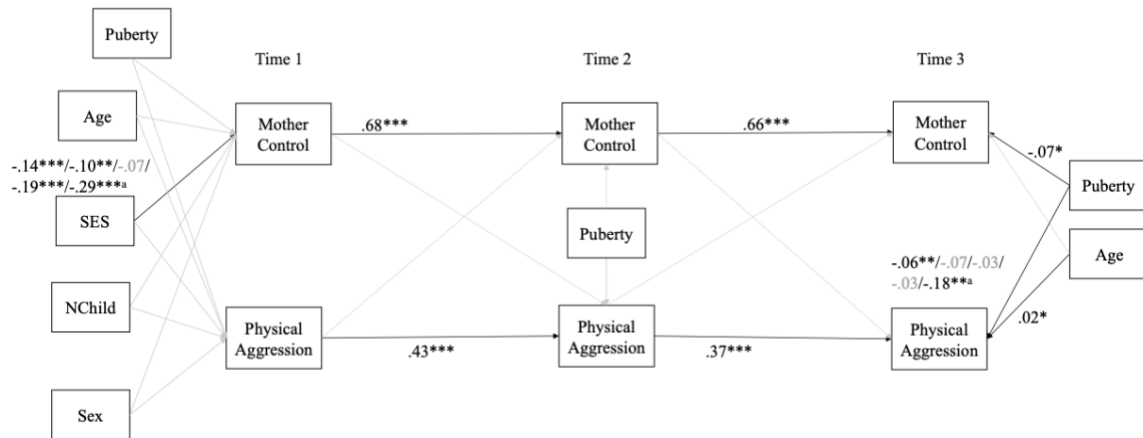 Puberty
Time 1
Time 2
Time 3
Age
Mother
Control
.68***
Mother
Control
.66***
Mother
Control
-.07*
-.14***/-.10**/-.07/
-.19***/-.29***ᵃ
SES
Puberty
Puberty
Age
-.06**/-.07/-.03/
-.03/-.18**ᵃ
NChild
Physical
Aggression
.43***
Physical
Aggression
.37***
Physical
Aggression
.02*
Sex